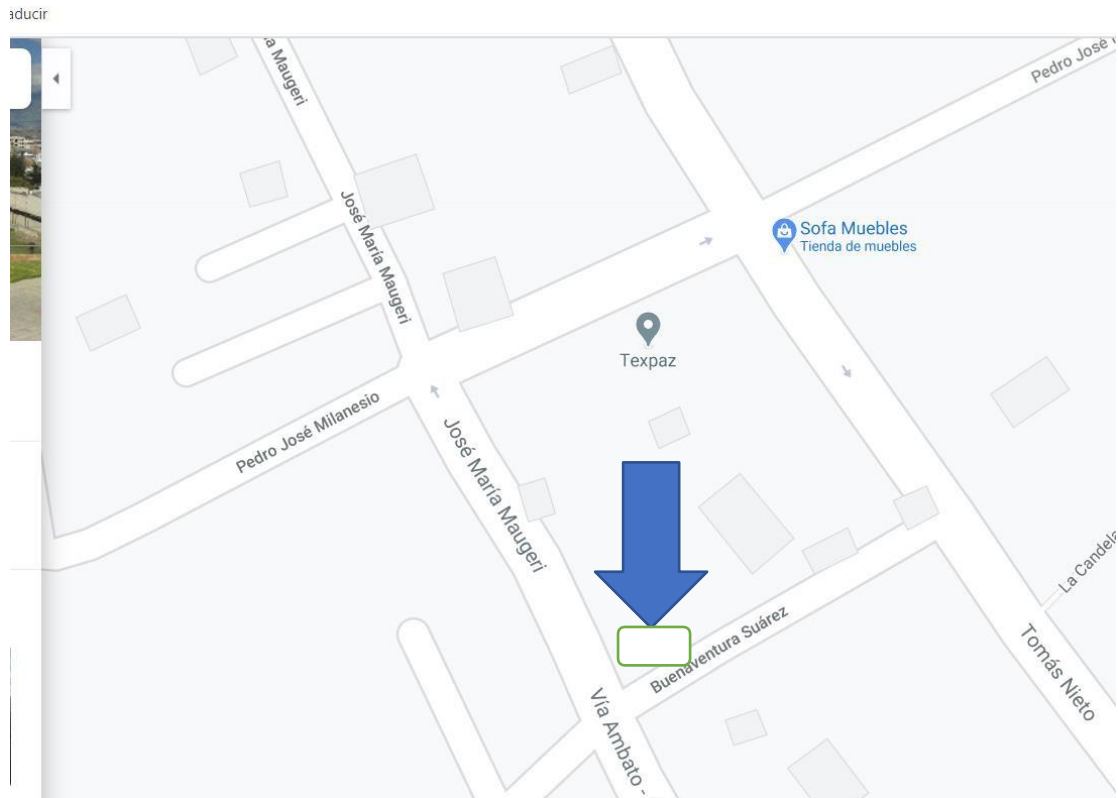 aducir
a Maugeri
Pedro José
José María Maugeri
Sofa Muebles
Tienda de muebles
Texpaz
Pedro José Milanesio
José María Maugeri
La Candela
Buenaventura Suárez
Tomás Nieto
Vía Ambato -